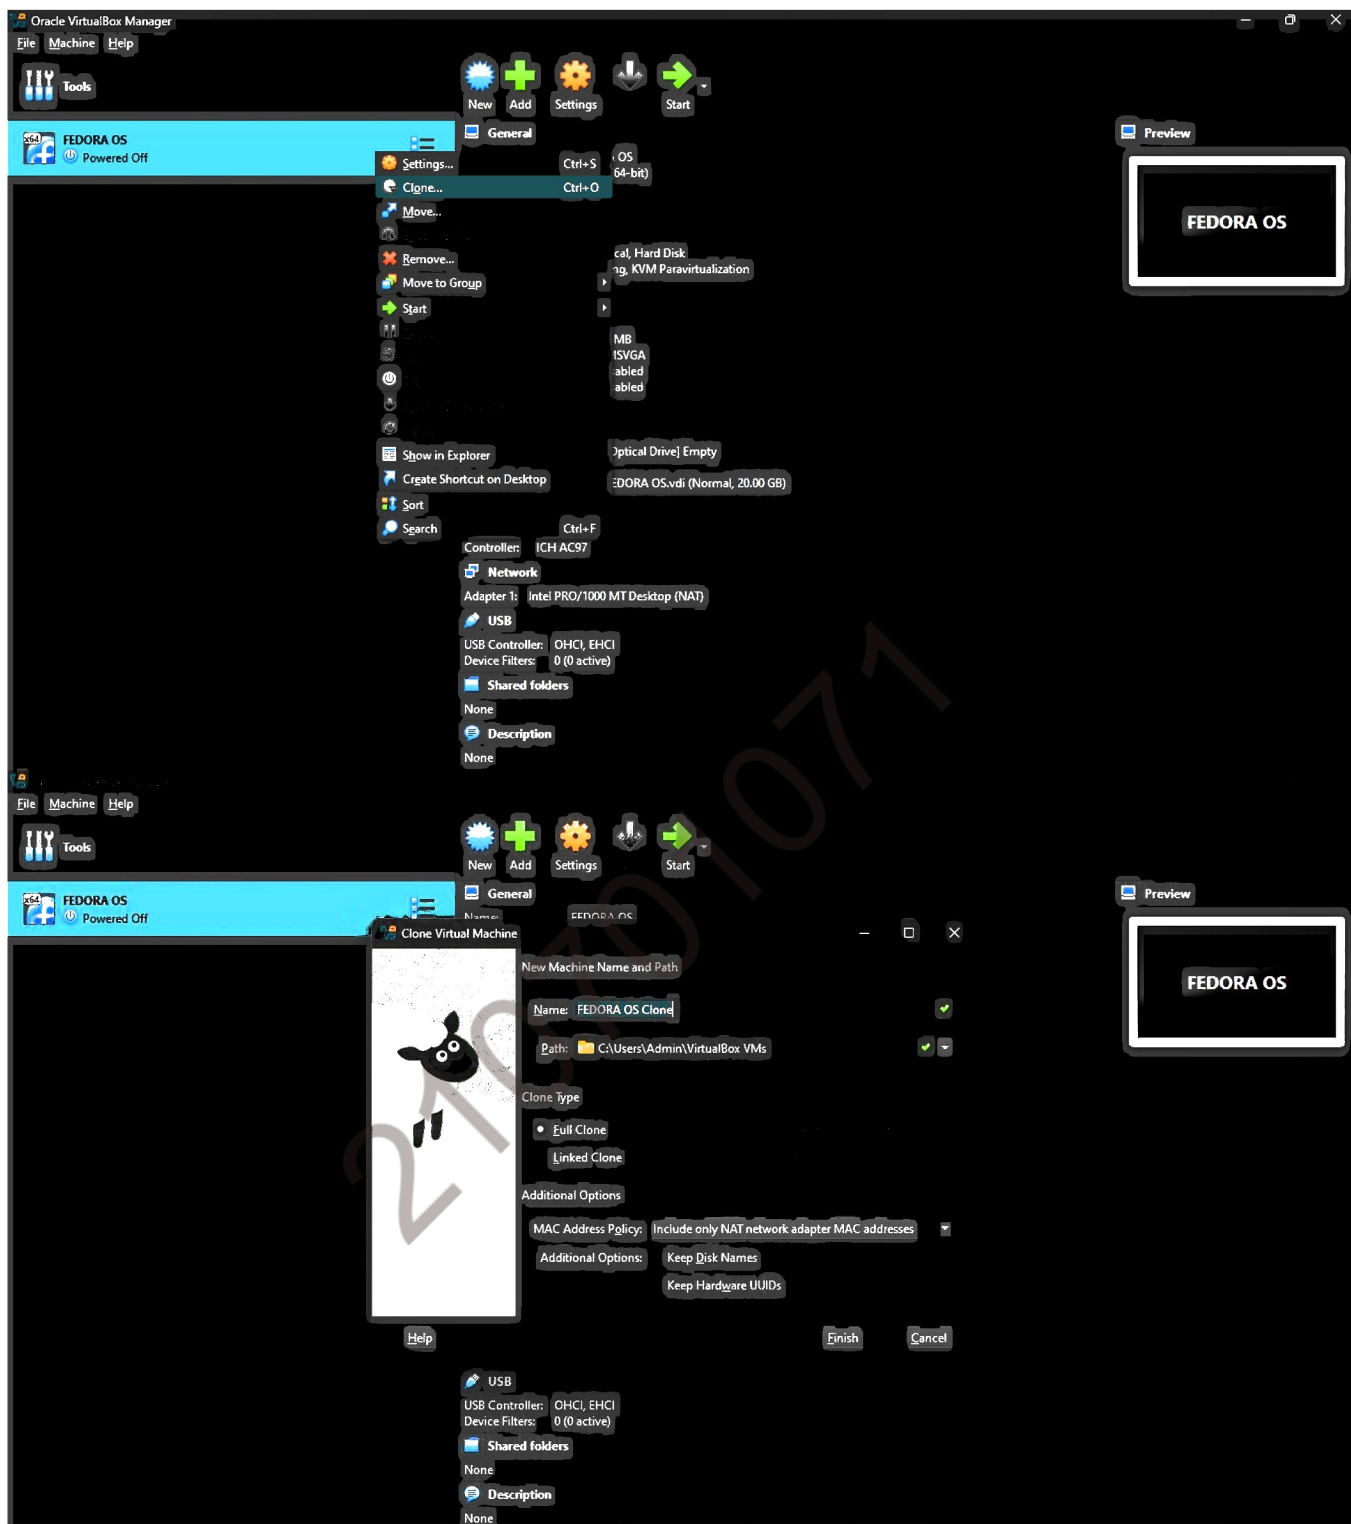 Oracle VirtualBox Manager
File Machine Help
Tools
New Add Settings Start
x64 FEDORA OS
Powered Off
General
Preview
Settings... Ctrl+S
OS
64-bit)
Clone... Ctrl+O
Move...
FEDORA OS
Remove...
cal, Hard Disk
ng, KVM Paravirtualization
Move to Group
Start
MB
ISVGA
abled
abled
Show in Explorer
Optical Drive] Empty
Create Shortcut on Desktop
EDORA OS.vdi (Normal, 20.00 GB)
Sort
Search Ctrl+F
Controller: ICH AC97
Network
Adapter 1: Intel PRO/1000 MT Desktop (NAT)
USB
USB Controller: OHCI, EHCI
Device Filters: 0 (0 active)
Shared folders
None
Description
None
File Machine Help
Tools
New Add Settings Start
x64 FEDORA OS
Powered Off
General
Preview
Name: FEDORA OS
Clone Virtual Machine
New Machine Name and Path
FEDORA OS
Name: FEDORA OS Clone
Path: C:\Users\Admin\VirtualBox VMs
Clone Type
Full Clone
Linked Clone
Additional Options
MAC Address Policy: Include only NAT network adapter MAC addresses
Additional Options: Keep Disk Names
Keep Hardware UUIDs
Help Finish Cancel
USB
USB Controller: OHCI, EHCI
Device Filters: 0 (0 active)
Shared folders
None
Description
None